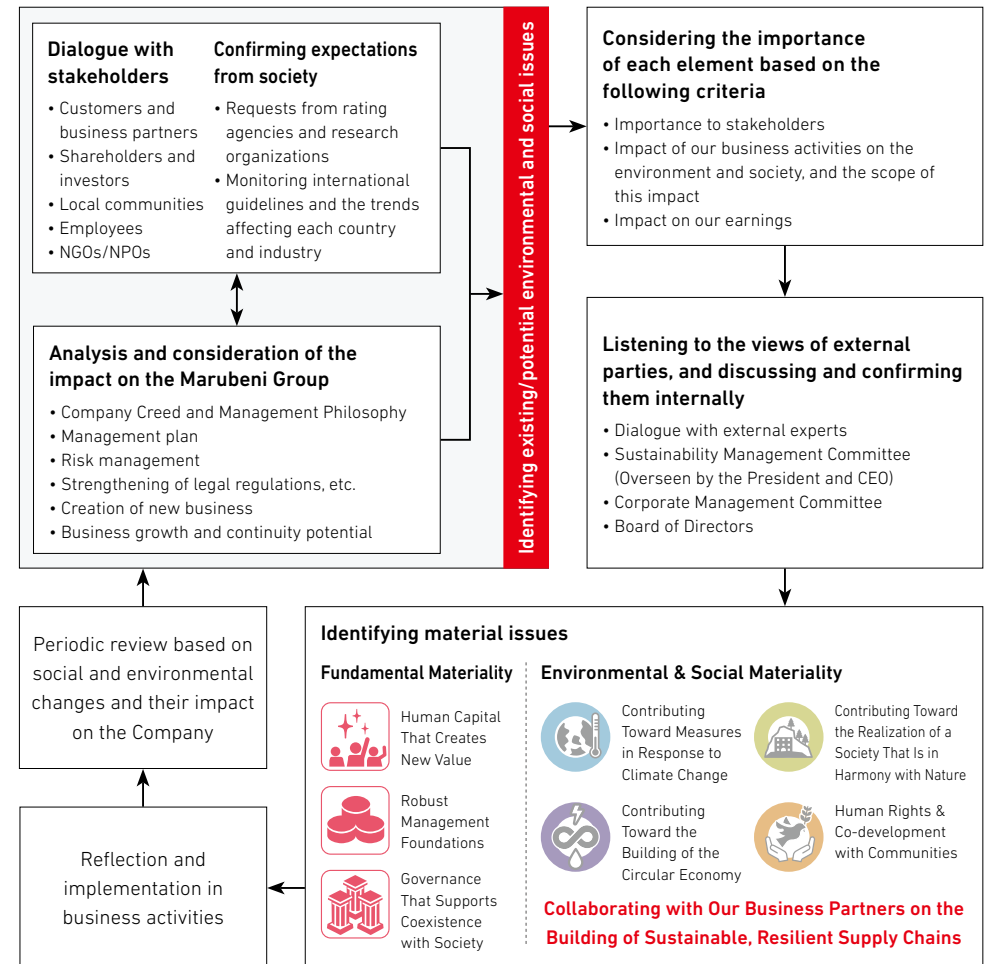 Dialogue with
stakeholders
• Customers and
business partners
• Shareholders and
investors
• Local communities
• Employees
• NGOs/NPOs
Confirming expectations
from society
• Requests from rating
agencies and research
organizations
• Monitoring international
guidelines and the trends
affecting each country
and industry
Analysis and consideration of the
impact on the Marubeni Group
• Company Creed and Management Philosophy
• Management plan
• Risk management
• Strengthening of legal regulations, etc.
• Creation of new business
• Business growth and continuity potential
Identifying existing/potential environmental and social issues
Considering the importance
of each element based on the
following criteria
• Importance to stakeholders
• Impact of our business activities on the
environment and society, and the scope of
this impact
• Impact on our earnings
Listening to the views of external
parties, and discussing and confirming
them internally
• Dialogue with external experts
• Sustainability Management Committee
(Overseen by the President and CEO)
• Corporate Management Committee
• Board of Directors
Identifying material issues
Fundamental Materiality
Human Capital
That Creates
New Value
Robust
Management
Foundations
Governance
That Supports
Coexistence
with Society
Environmental & Social Materiality
Contributing
Toward Measures
in Response to
Climate Change
Contributing Toward
the Realization of a
Society That Is in
Harmony with Nature
Contributing
Toward the
Building of the
Circular Economy
Human Rights &
Co-development
with Communities
Collaborating with Our Business Partners on the
Building of Sustainable, Resilient Supply Chains
Reflection and
implementation in
business activities
Periodic review based on
social and environmental
changes and their impact
on the Company